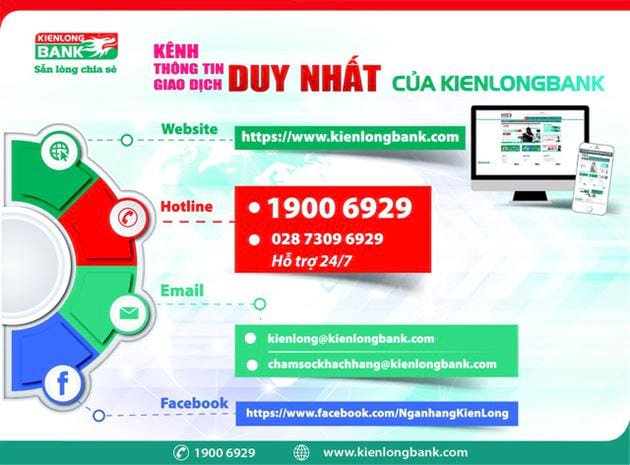 KIENLONG
BANK
Sẵn lòng chia sẻ
KÊNH
THÔNG TIN
GIAO DỊCH
DUY NHẤT CỦA KIENLONGBANK
Website
https://www.kienlongbank.com
Hotline
1900 6929
028 7309 6929
Hỗ trợ 24/7
Email
kienlong@kienlongbank.com
chamsockhachhang@kienlongbank.com
Facebook
https://www.facebook.com/NganhangKienLong
1900 6929
www.kienlongbank.com